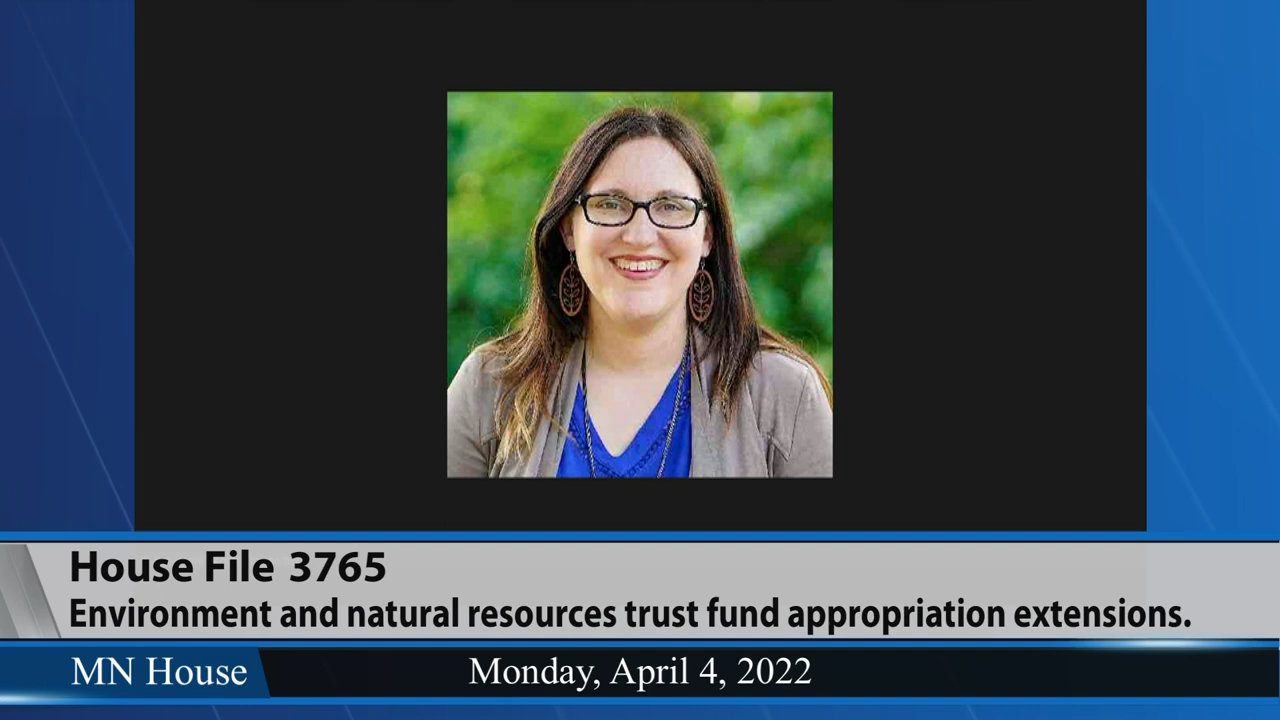 House File 3765
Environment and natural resources trust fund appropriation extensions.
MN House
Monday, April 4, 2022